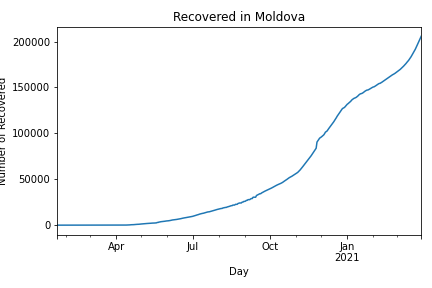 Recovered in Moldova
Number of Recovered
200000
150000
100000
50000
0
Apr
Jul
Oct
Jan
2021
Day